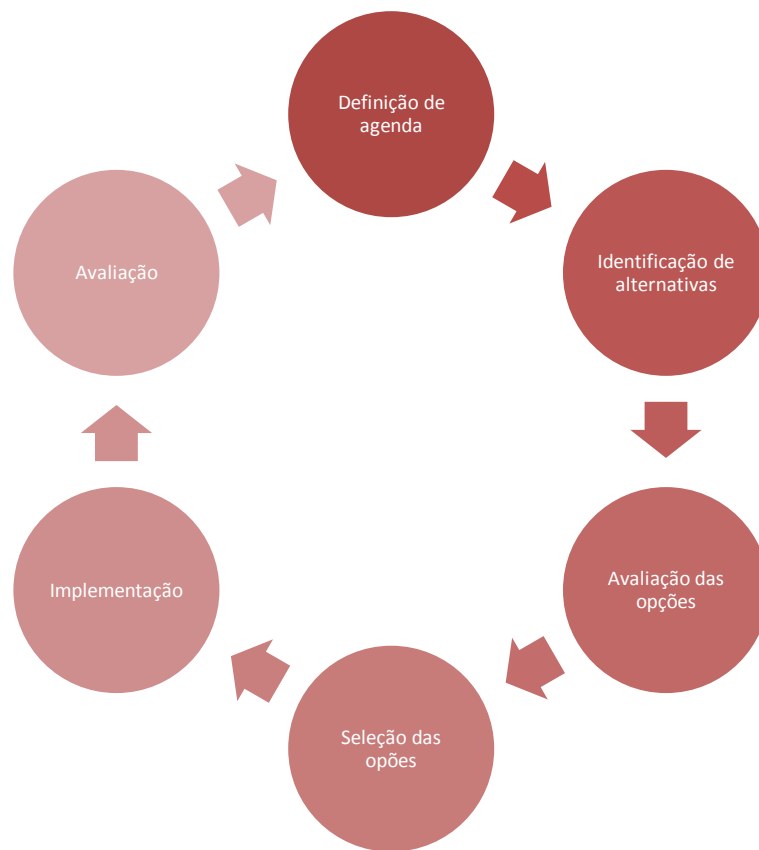 Definição de
agenda
Identificação de
alternativas
Avaliação das
opções
Seleção das
opões
Implementação
Avaliação